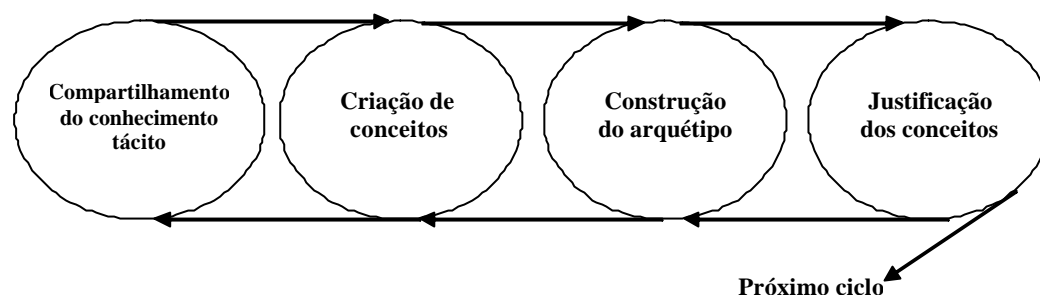 Compartilhamento
do conhecimento
tácito
Criação de
conceitos
Construção
do arquétipo
Justificação
dos conceitos
Próximo ciclo